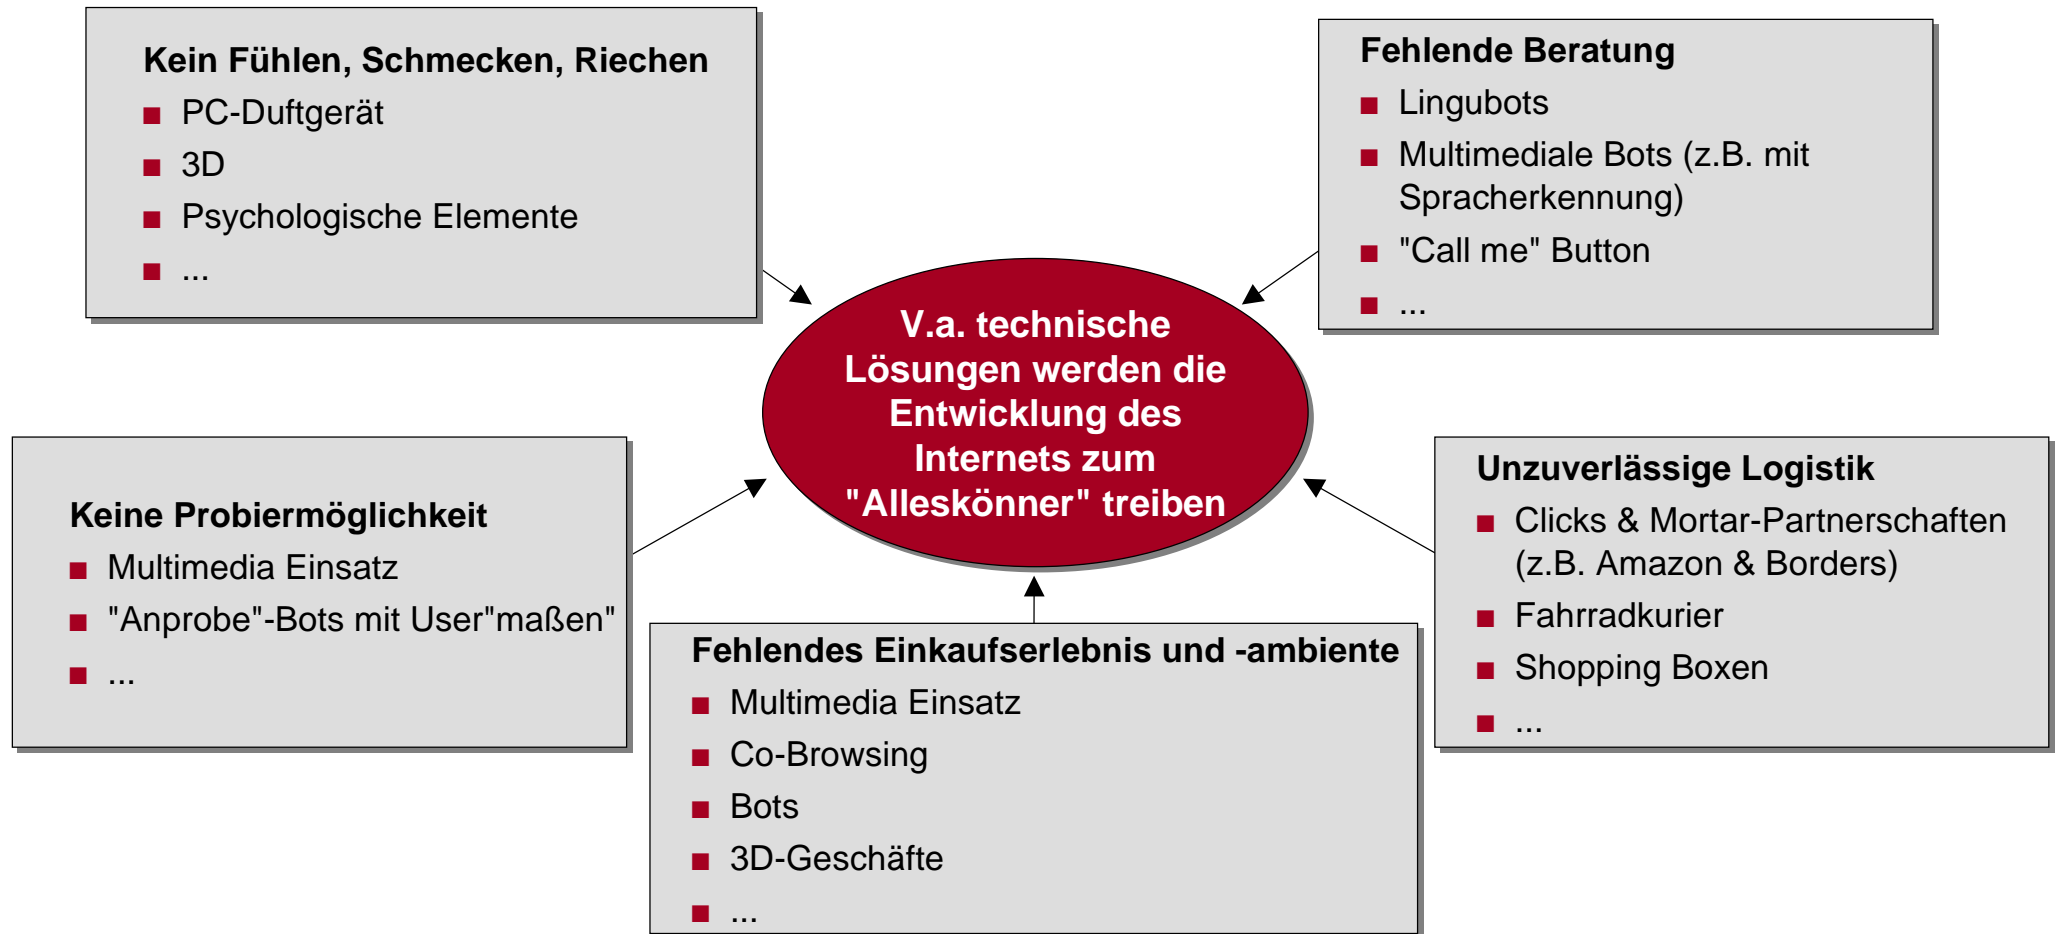 Kein Fühlen, Schmecken, Riechen
PC-Duftgerät
3D
Psychologische Elemente
...
Fehlende Beratung
Lingubots
Multimediale Bots (z.B. mit
Spracherkennung)
"Call me" Button
...
V.a. technische
Lösungen werden die
Entwicklung des
Internets zum
"Alleskönner" treiben
Keine Probiermöglichkeit
Multimedia Einsatz
"Anprobe"-Bots mit User"maßen"
...
Fehlendes Einkaufserlebnis und -ambiente
Multimedia Einsatz
Co-Browsing
Bots
3D-Geschäfte
...
Unzuverlässige Logistik
Clicks & Mortar-Partnerschaften
(z.B. Amazon & Borders)
Fahrradkurier
Shopping Boxen
...